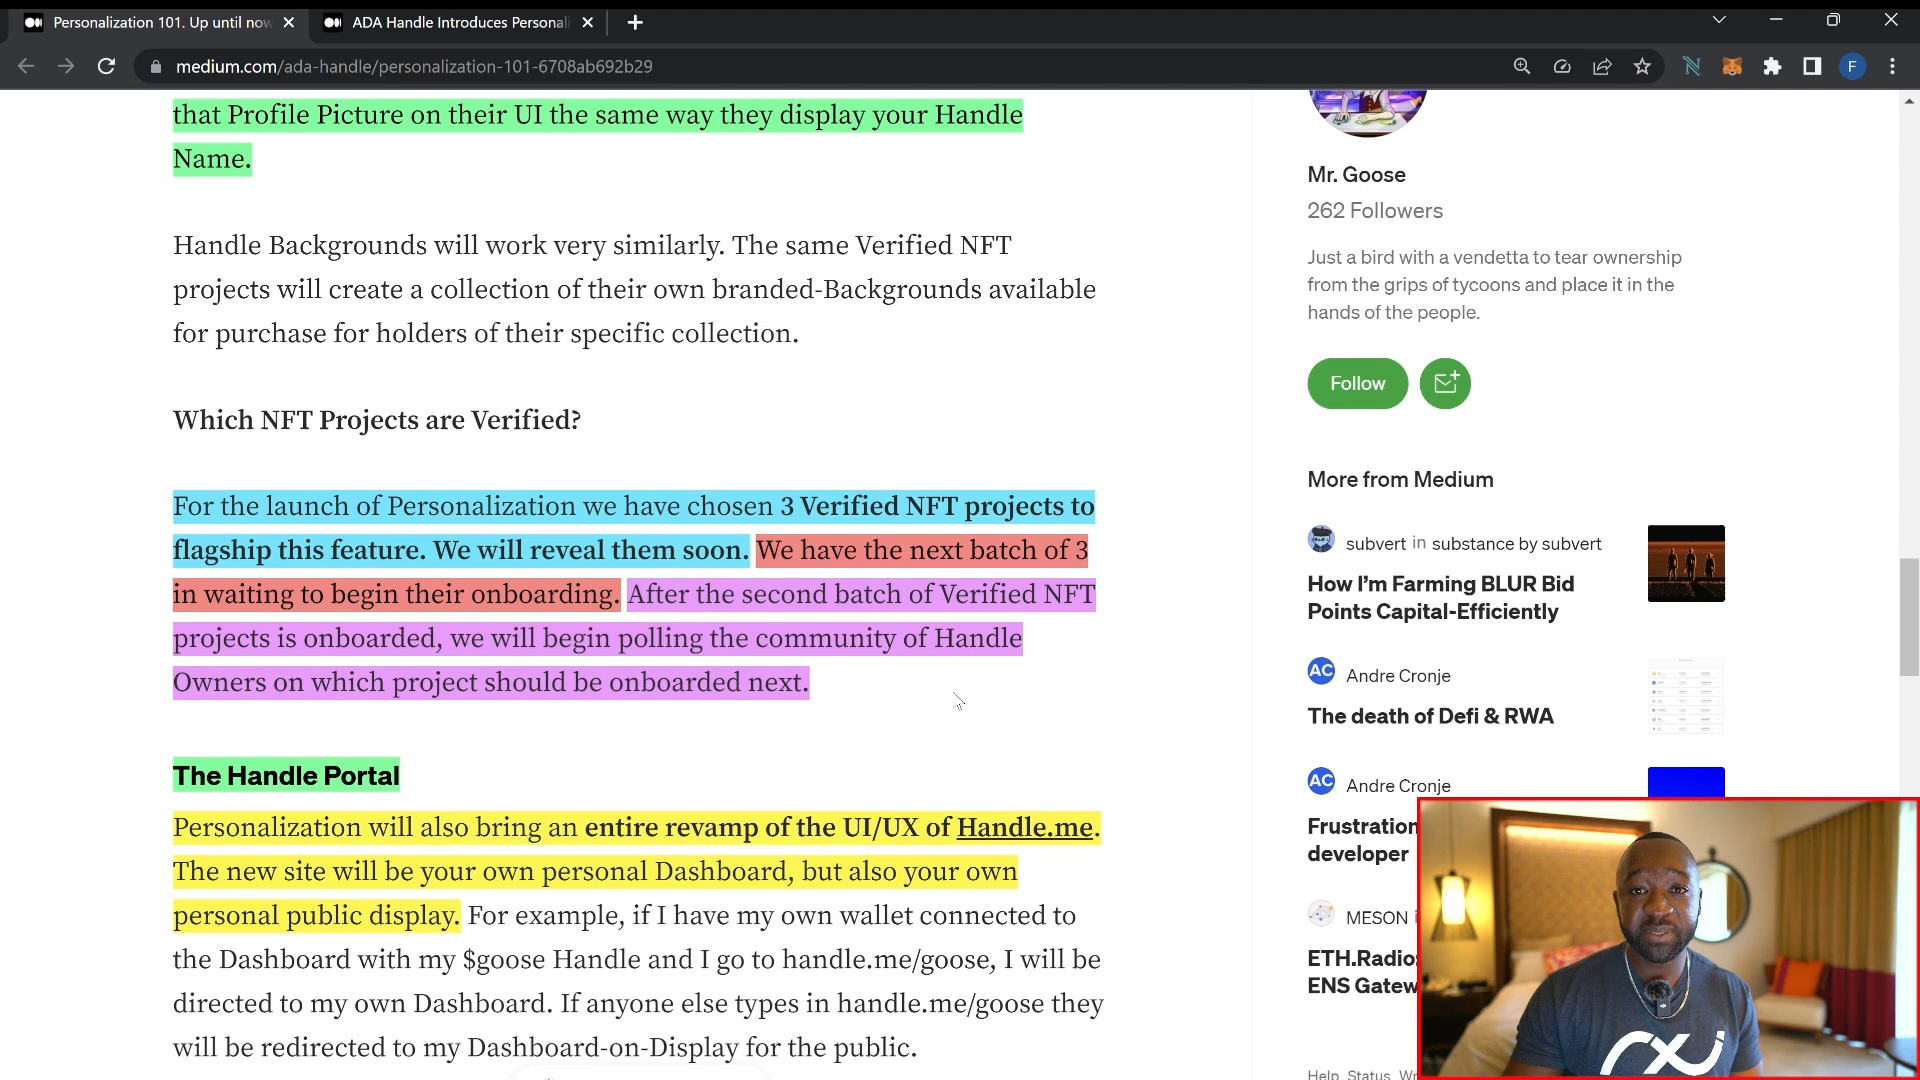 Personalization 101. Up until now
ADA Handle Introduces Personal
medium.com/ada-handle/personalization-101-6708ab692b29
F
that Profile Picture on their UI the same way they display your Handle
Name.
Handle Backgrounds will work very similarly. The same Verified NFT
projects will create a collection of their own branded-Backgrounds available
for purchase for holders of their specific collection.
Which NFT Projects are Verified?
For the launch of Personalization we have chosen 3 Verified NFT projects to
flagship this feature. We will reveal them soon. We have the next batch of 3
in waiting to begin their onboarding. After the second batch of Verified NFT
projects is onboarded, we will begin polling the community of Handle
Owners on which project should be onboarded next.
The Handle Portal
Personalization will also bring an entire revamp of the UI/UX of Handle.me.
The new site will be your own personal Dashboard, but also your own
personal public display. For example, if I have my own wallet connected to
the Dashboard with my $goose Handle and I go to handle.me/goose, I will be
directed to my own Dashboard. If anyone else types in handle.me/goose they
will be redirected to my Dashboard-on-Display for the public.
Mr. Goose
262 Followers
Just a bird with a vendetta to tear ownership
from the grips of tycoons and place it in the
hands of the people.
Follow
More from Medium
subvert in substance by subvert
How I'm Farming BLUR Bid
Points Capital-Efficiently
AC Andre Cronje
The death of Defi & RWA
AC Andre Cronje
Frustration
developer
MESON
ETH.Radio:
ENS Gatew
Help Status Wr